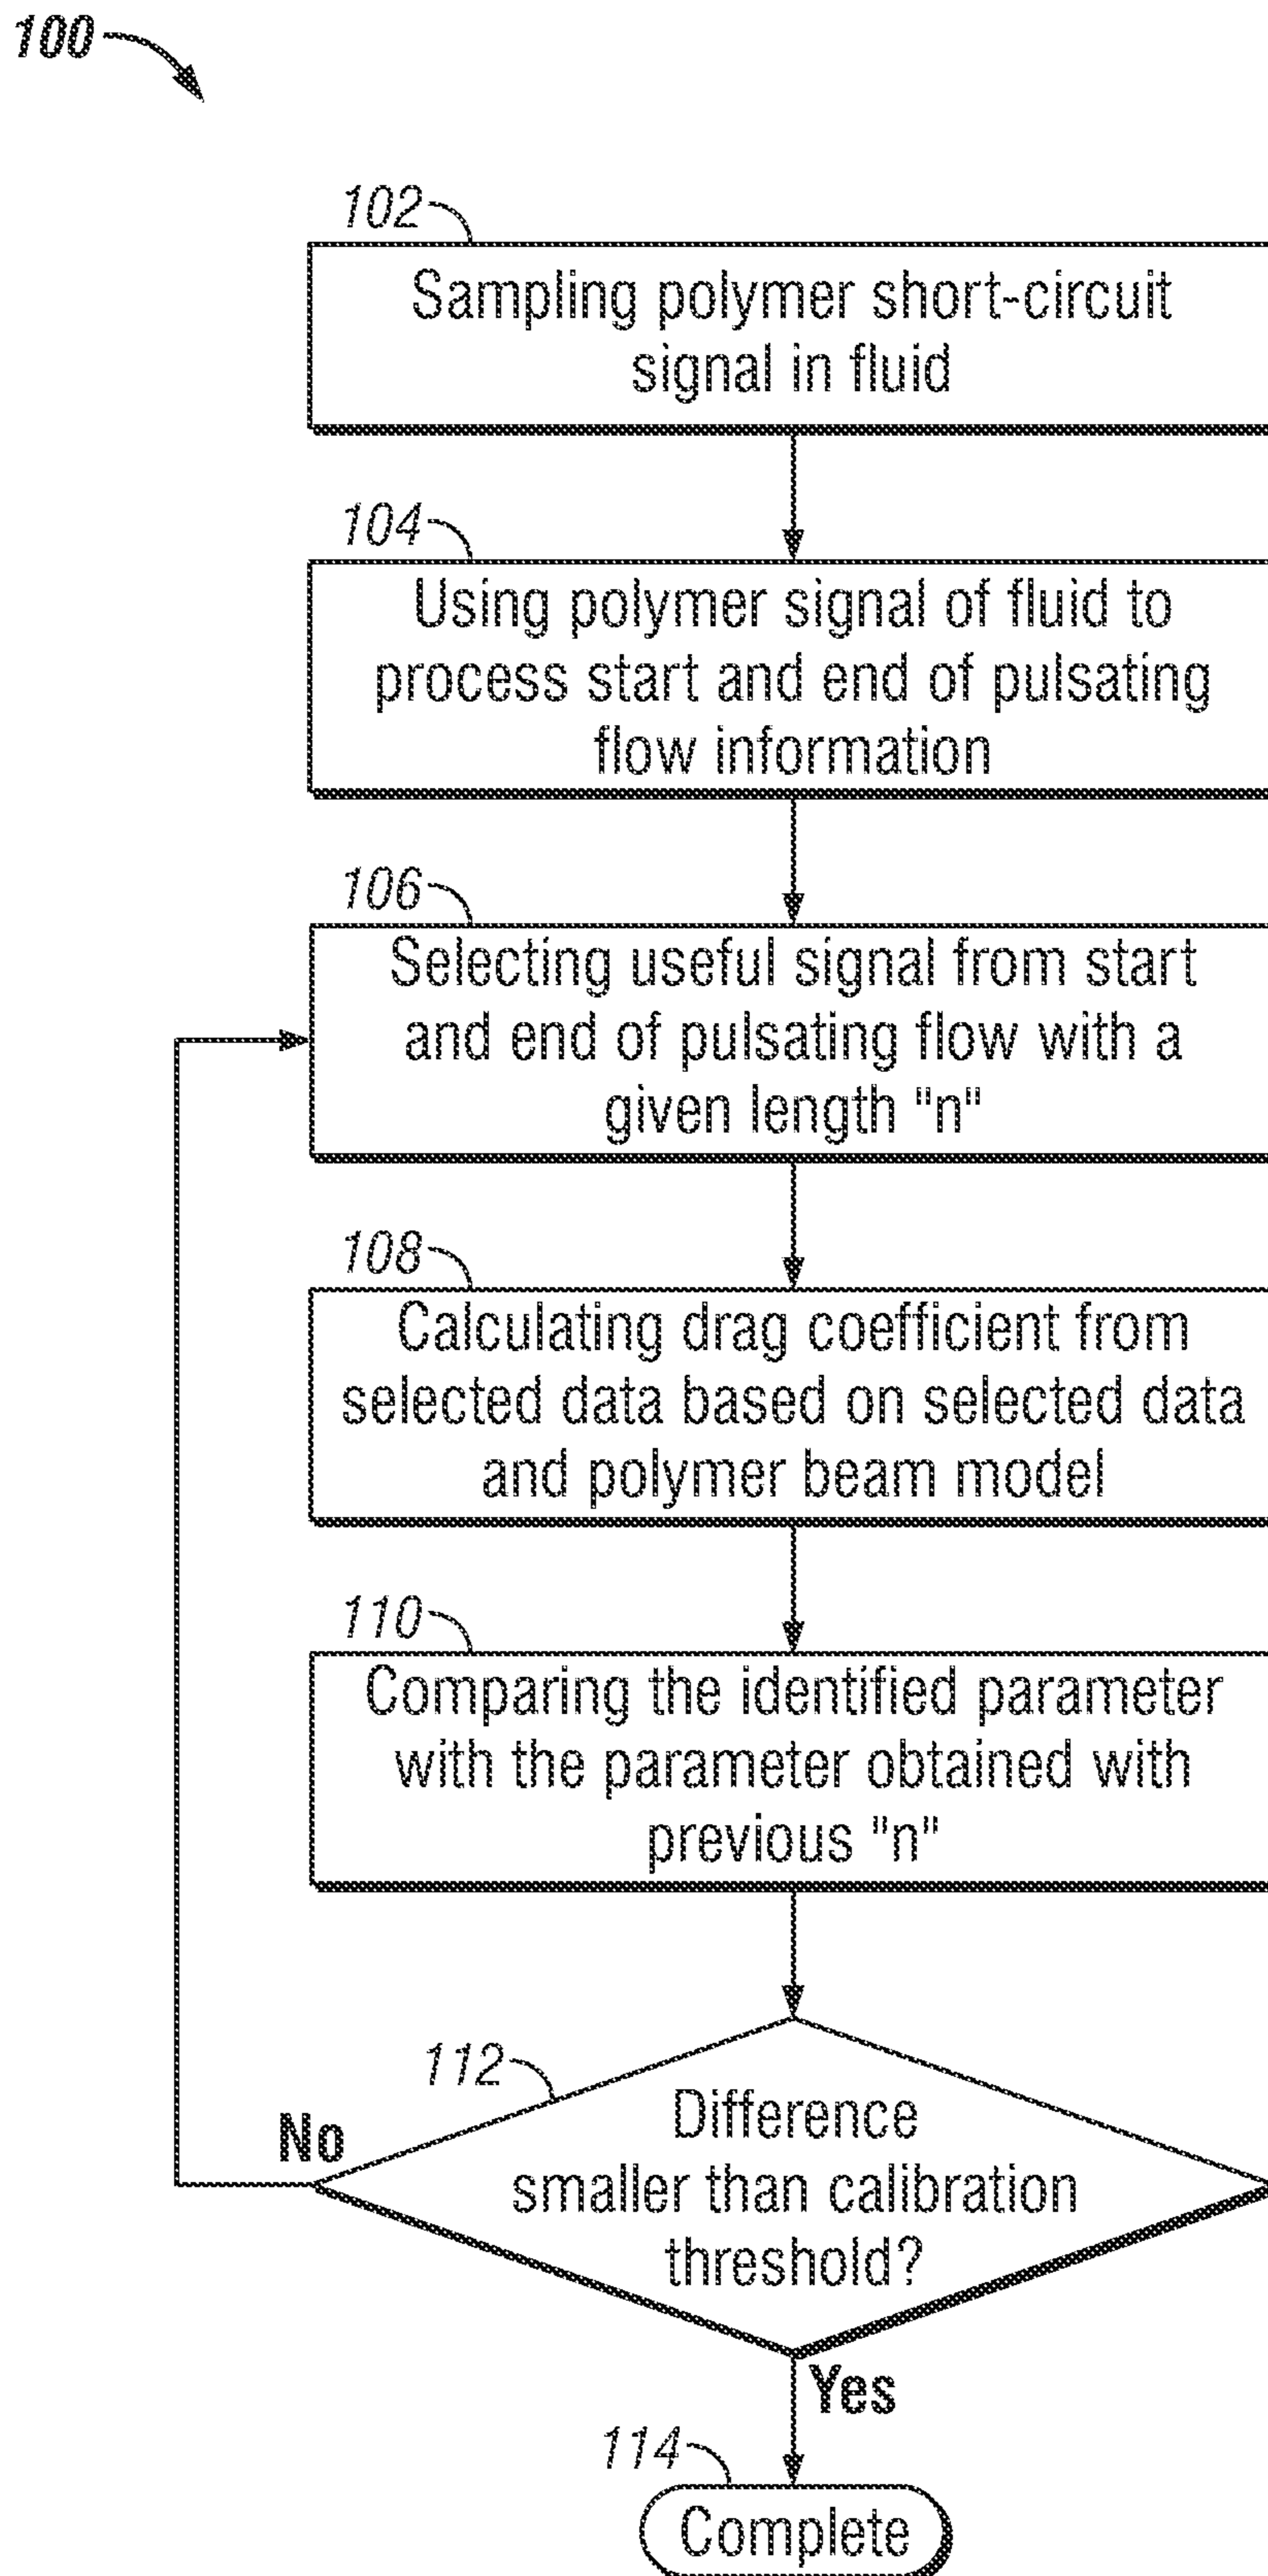 100
102
Sampling polymer short-circuit
signal in fluid
104
Using polymer signal of fluid to
process start and end of pulsating
flow information
106
Selecting useful signal from start
and end of pulsating flow with a
given length "n"
108
Calculating drag coefficient from
selected data based on selected data
and polymer beam model
110
Comparing the identified parameter
with the parameter obtained with
previous "n"
112
No
Difference
smaller than calibration
threshold?
Yes
114
Complete